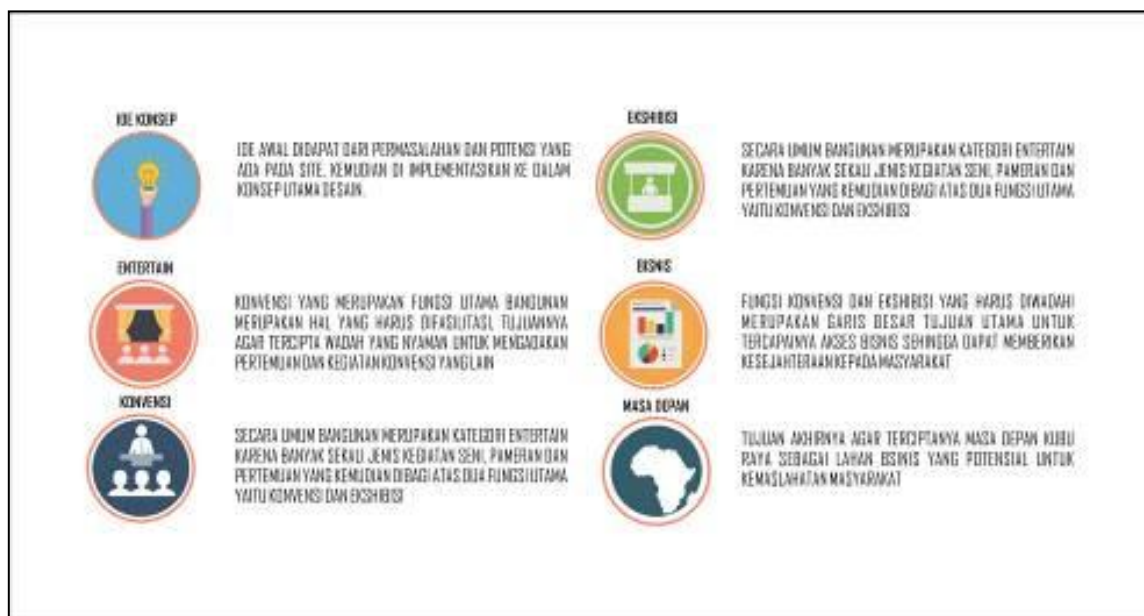 IDE KONSEP
IDE AWAL DIDAPAT DARI PERMASALAHAN DAN POTENSI YANG
ADA PADA SITE. KEMUDIAN DI IMPLEMENTASIKAN KE DALAM
KONSEP UTAMA DESAIN.
ENTERTAIN
KONVENSI YANG MERUPAKAN FUNGSI UTAMA BANGUNAN
MERUPAKAN HAL YANG HARUS DIFASILITASI, TUJUANNYA
AGAR TERCIPTA WADAH YANG NYAMAN UNTUK MENGADAKAN
PERTEMUAN DAN KEGIATAN KONVENSI YANG LAIN
KONVENSI
SECARA UMUM BANGUNAN MERUPAKAN KATEGORI ENTERTAIN
KARENA BANYAK SEKALI JENIS KEGIATAN SENI, PAMERAN DAN
PERTEMUAN YANG KEMUDIAN DIBAGI ATAS DUA FUNGSI UTAMA
YAITU KONVENSI DAN EKSHIBISI
EKSHIBISI
SECARA UMUM BANGUNAN MERUPAKAN KATEGORI ENTERTAIN
KARENA BANYAK SEKALI JENIS KEGIATAN SENI, PAMERAN DAN
PERTEMUAN YANG KEMUDIAN DIBAGI ATAS DUA FUNGSI UTAMA
YAITU KONVENSI DAN EKSHIBISI
BISNIS
FUNGSI KONVENSI DAN EKSHIBISI YANG HARUS DIWADAHI
MERUPAKAN GARIS BESAR TUJUAN UTAMA UNTUK
TERCAPAINYA AKSES BISNIS SEHINGGA DAPAT MEMBERIKAN
KESEJAHTERAAN KEPADA MASYARAKAT
MASA DEPAN
TUJUAN AKHIRNYA AGAR TERCIPTANYA MASA DEPAN KUBU
RAYA SEBAGAI LAHAN BSINIS YANG POTENSIAL UNTUK
KEMASLAHATAN MASYARAKAT